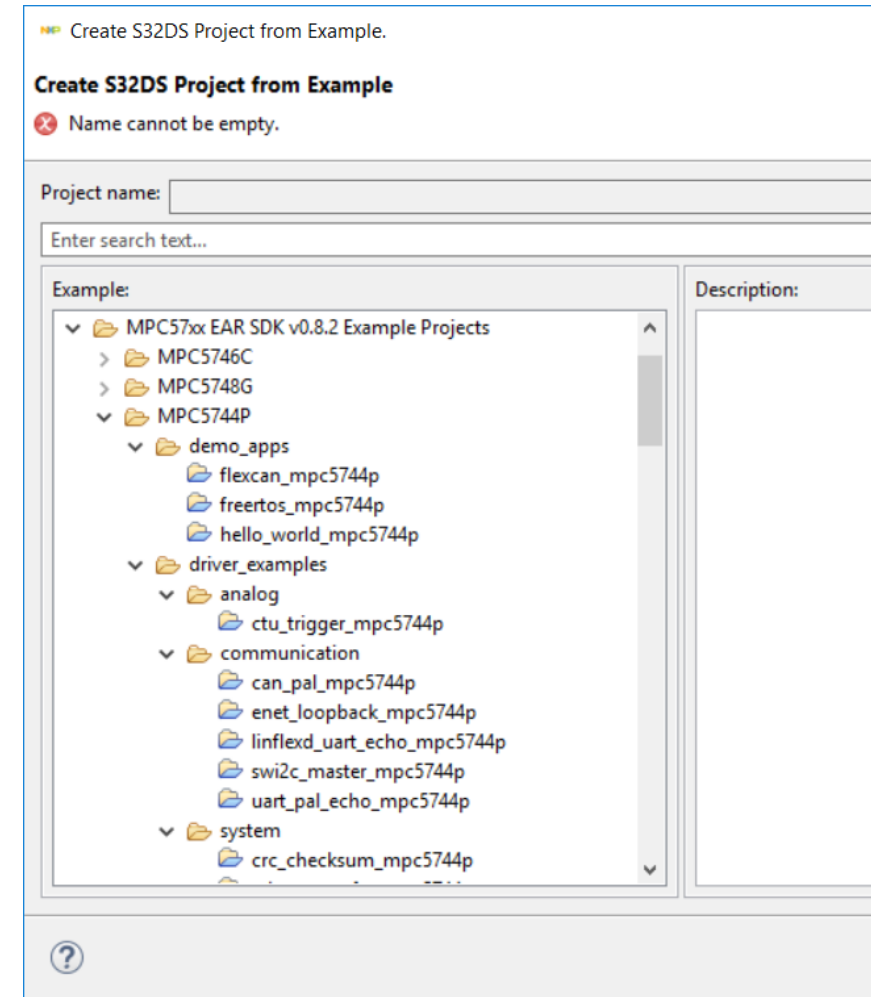 NXP Create S32DS Project from Example.
Create S32DS Project from Example
Name cannot be empty.
Project name:
Enter search text...
Example:
MPC57xx EAR SDK v0.8.2 Example Projects
MPC5746C
MPC5748G
MPC5744P
demo_apps
flexcan_mpc5744p
freertos_mpc5744p
hello_world_mpc5744p
driver_examples
analog
ctu_trigger_mpc5744p
communication
can_pal_mpc5744p
enet_loopback_mpc5744p
linflexd_uart_echo_mpc5744p
swi2c_master_mpc5744p
uart_pal_echo_mpc5744p
system
crc_checksum_mpc5744p
Description:
?